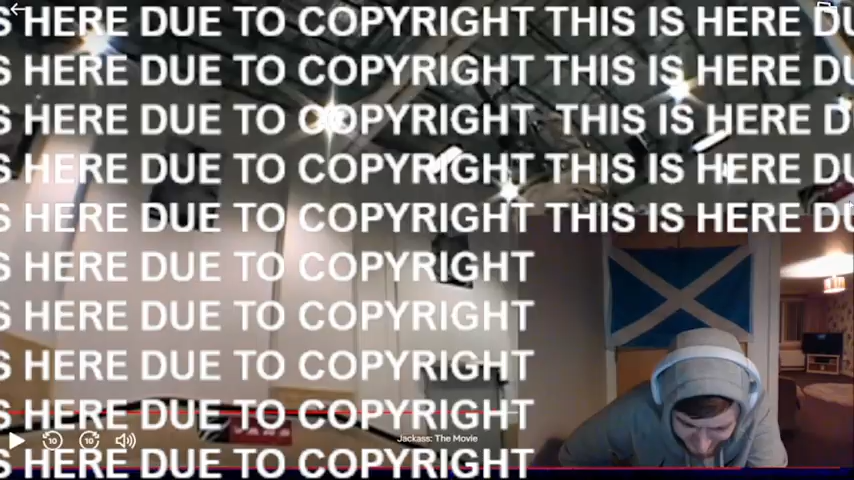 S HERE DUE TO COPYRIGHT THIS IS HERE DU
S HERE DUE TO COPYRIGHT THIS IS HERE DU
S HERE DUE TO COPYRIGHT THIS IS HERE D
S HERE DUE TO COPYRIGHT THIS IS HERE DU
S HERE DUE TO COPYRIGHT THIS IS HERE DU
S HERE DUE TO COPYRIGHT
S HERE DUE TO COPYRIGHT
S HERE DUE TO COPYRIGHT
S HERE DUE TO COPYRIGHT
VANS
10 10 Jackass: The Movie
S HERE DUE TO COPYRIGHT